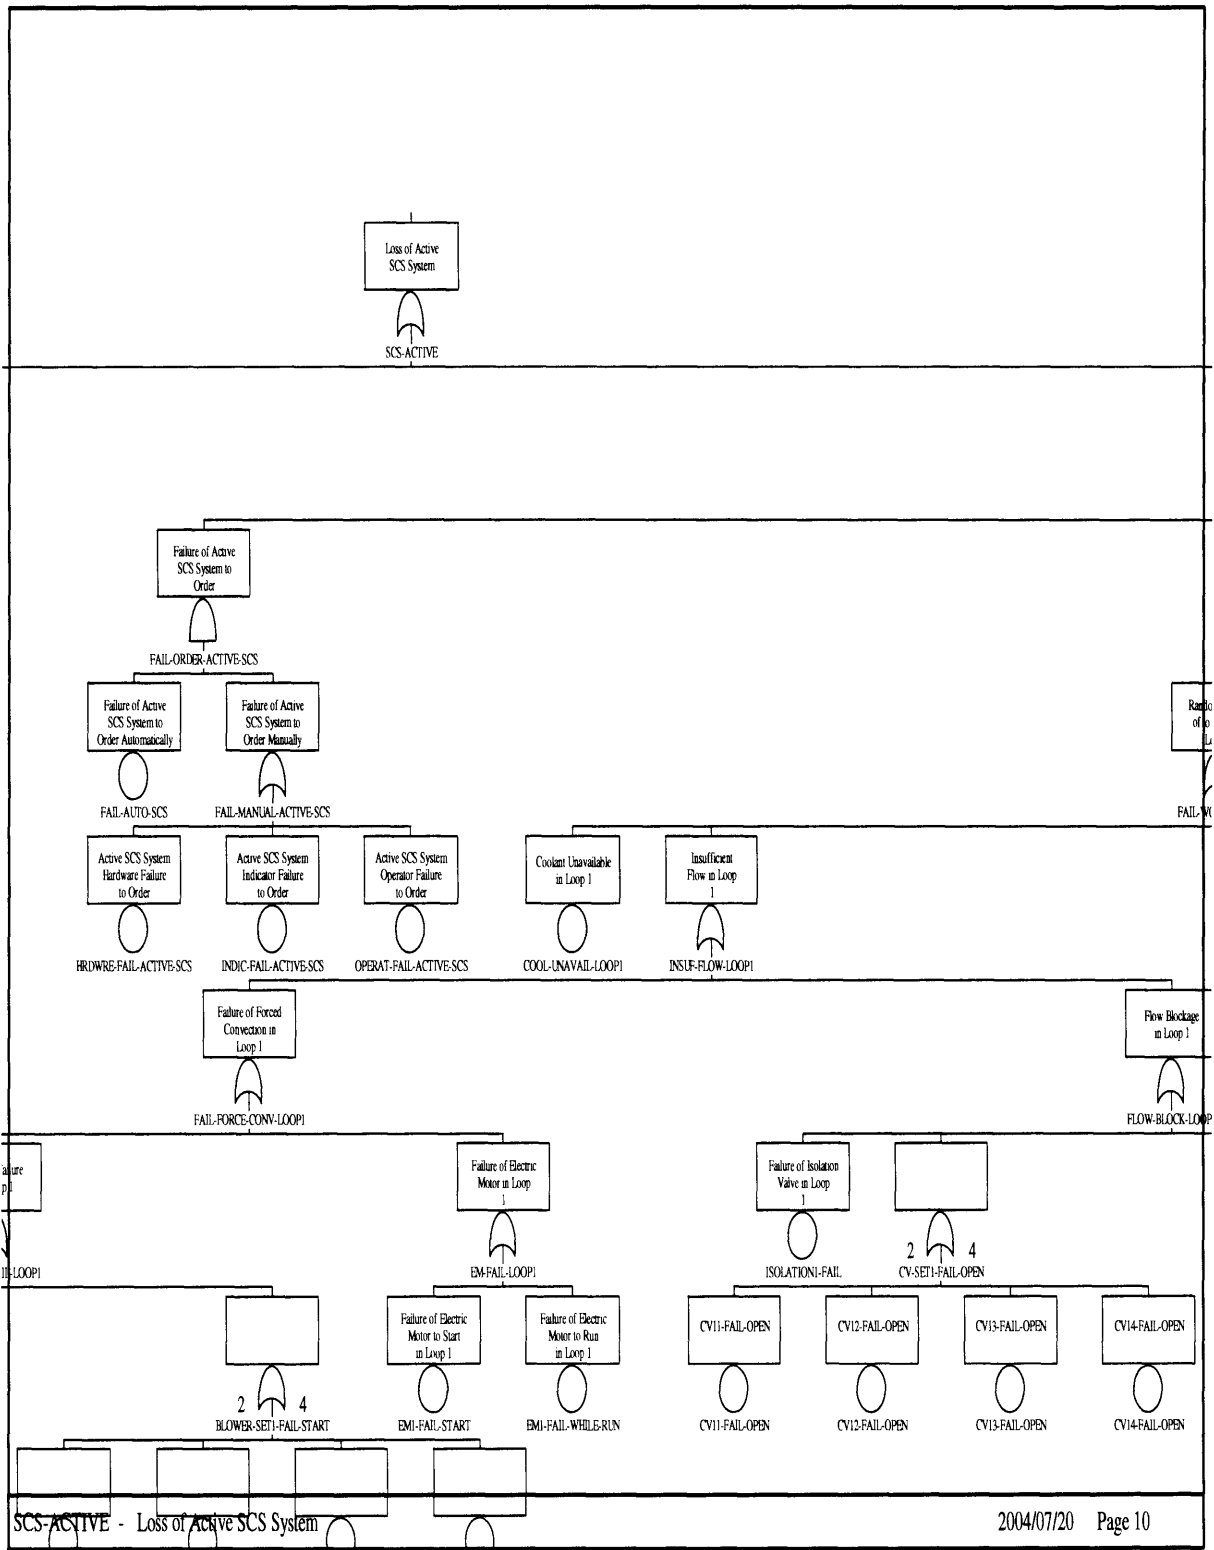 Loss of Active
SCS System
SCS-ACTIVE
Failure of Active
SCS System to
Order
FAIL-ORDER-ACTIVE-SCS
Failure of Active
SCS System to
Order Automatically
FAIL-AUTO-SCS
Failure of Active
SCS System to
Order Manually
FAIL-MANUAL-ACTIVE-SCS
Active SCS System
Hardware Failure
to Order
HRDWRE-FAIL-ACTIVE-SCS
Active SCS System
Indicator Failure
to Order
INDIC-FAIL-ACTIVE-SCS
Active SCS System
Operator Failure
to Order
OPERAT-FAIL-ACTIVE-SCS
Coolant Unavailable
in Loop 1
COOL-UNAVAIL-LOOP1
Insufficient
Flow in Loop
1
INSUF-FLOW-LOOP1
Failure of Forced
Convection in
Loop 1
FAIL-FORCE-CONV-LOOP1
Flow Blockage
in Loop 1
FLOW-BLOCK-LOOP
Failure of Electric
Motor in Loop
1
EM-FAIL-LOOP1
Failure of Isolation
Valve in Loop
1
ISOLATION1-FAIL
2 4
CV-SET1-FAIL-OPEN
2 4
BLOWER-SET1-FAIL-START
Failure of Electric
Motor to Start
in Loop 1
EM1-FAIL-START
Failure of Electric
Motor to Run
in Loop 1
EM1-FAIL-WHILE-RUN
CV11-FAIL-OPEN
CV11-FAIL-OPEN
CV12-FAIL-OPEN
CV12-FAIL-OPEN
CV13-FAIL-OPEN
CV13-FAIL-OPEN
CV14-FAIL-OPEN
CV14-FAIL-OPEN
SCS-ACTIVE - Loss of Active SCS System
2004/07/20 Page 10